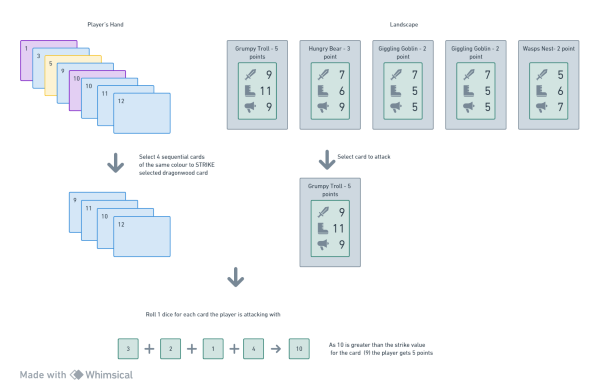 Player's Hand
Landscape
1
3
5
9
10
10
11
12
Grumpy Troll - 5
points
9
11
9
Hungry Bear - 3
point
7
6
9
Giggling Goblin - 2
point
7
5
5
Giggling Goblin - 2
point
7
5
5
Wasps Nest- 2 point
5
6
7
Select 4 sequential cards
of the same colour to STRIKE
selected dragonwood card
Select card to attack
9
11
10
12
Grumpy Troll - 5
points
9
11
9
Roll 1 dice for each card the player is attacking with
3 + 2 + 1 + 4 → 10
As 10 is greater than the strike value
for the card (9) the player gets 5 points
Made with Whimsical